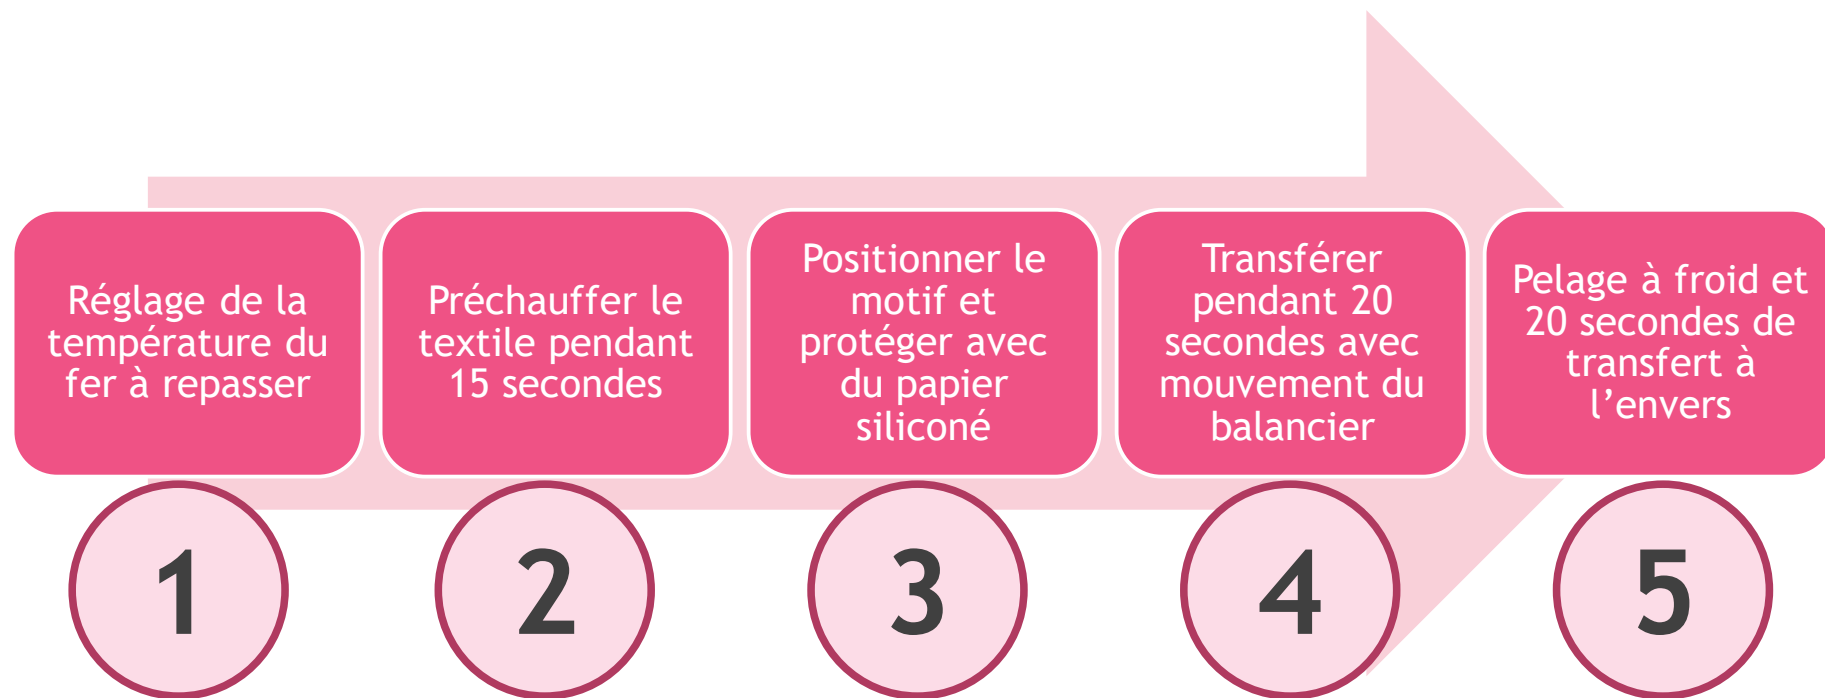 Réglage de la
température du
fer à repasser
Préchauffer le
textile pendant
15 secondes
Positionner le
motif et
protéger avec
du papier
siliconé
Transférer
pendant 20
secondes avec
mouvement du
balancier
Pelage à froid et
20 secondes de
transfert à
l’envers
1
2
3
4
5